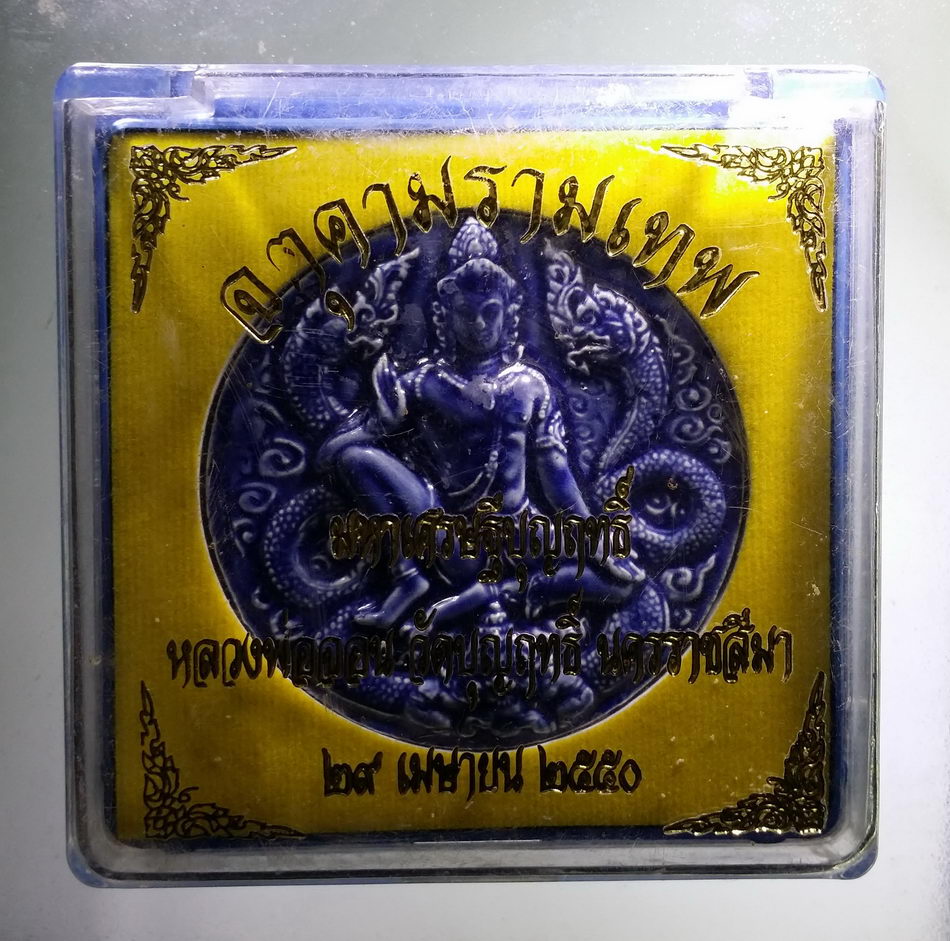 จตุคามรามเทพ
มหาเศรษฐีบุญฤทธิ์
หลวงพ่อจอน วัดบุญฤทธิ์ นครราชสีมา
๒๙ เมษายน ๒๕๕๐